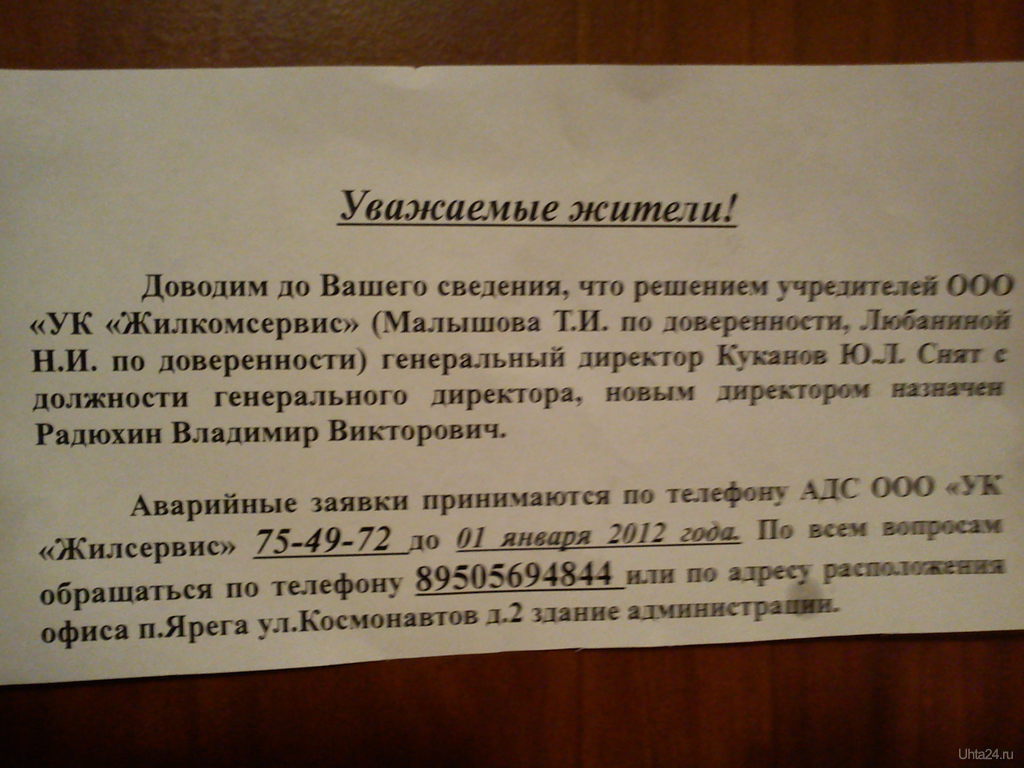 Уважаемые жители!
Доводим до Вашего сведения, что решением учредителей ООО
«УК «Жилкомсервис» (Малышова Т.И. по доверенности, Любаниной
Н.И. по доверенности) генеральный директор Куканов Ю.Л. Снят с
должности генерального директора, новым директором назначен
Радюхин Владимир Викторович.
Аварийные заявки принимаются по телефону АДС ООО «УК
«Жилсервис» 75-49-72 до 01 января 2012 года. По всем вопросам
обращаться по телефону 89505694844 или по адресу расположения
офиса п.Ярега ул.Космонавтов д.2 здание администрации.
Uhta24.ru